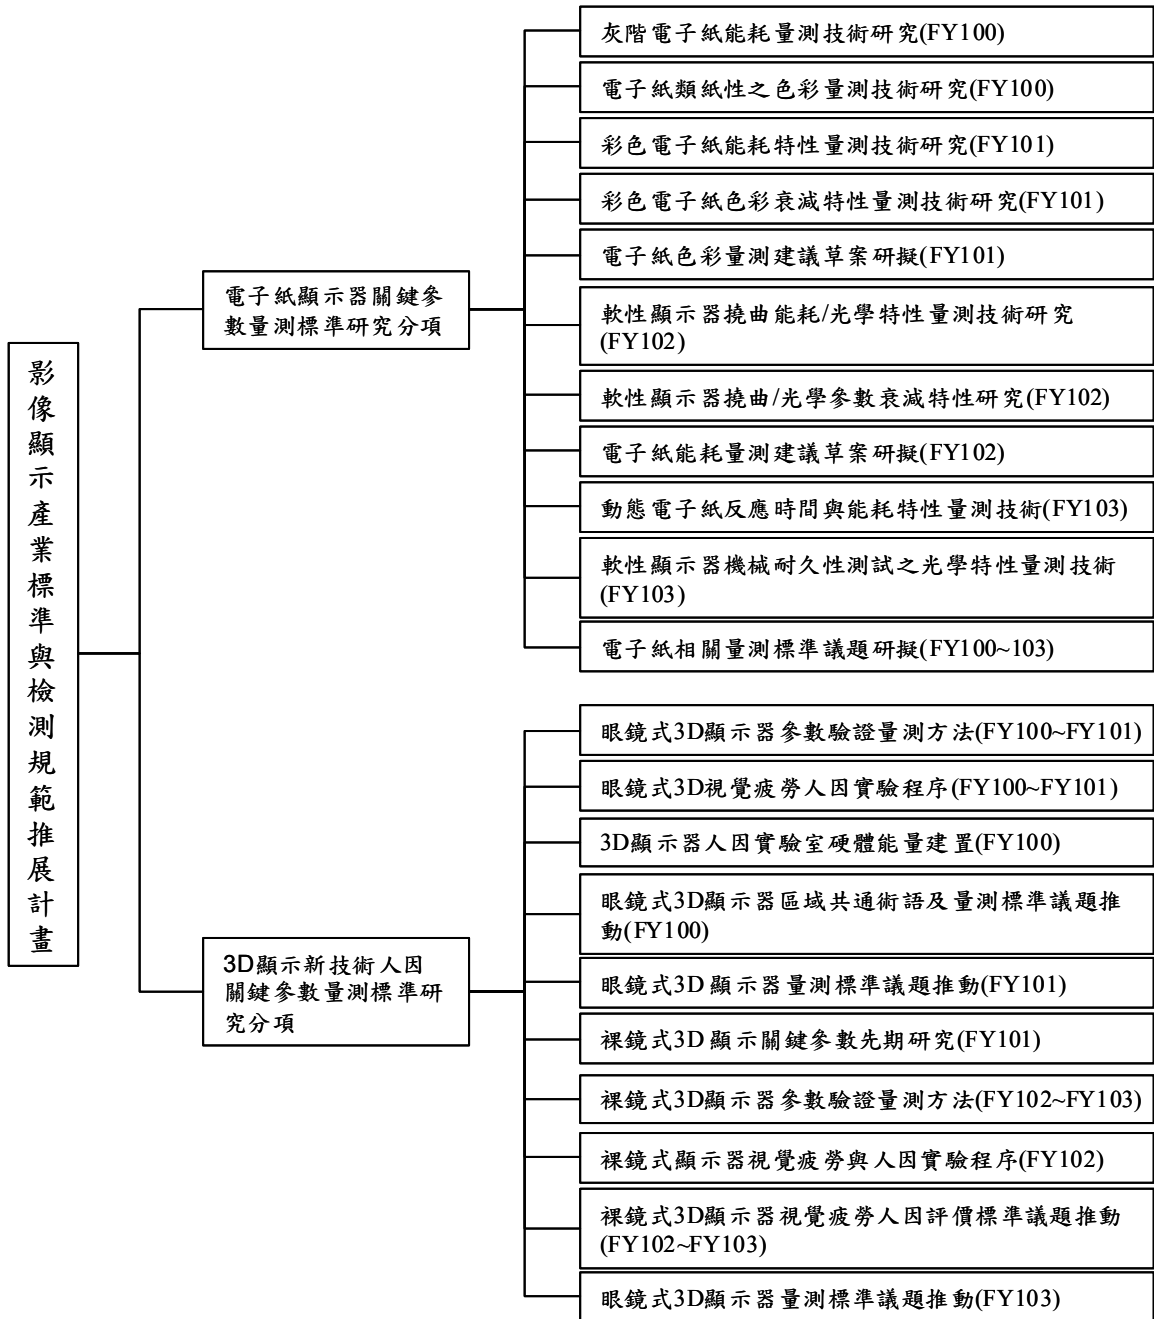 影像顯示產業標準與檢測規範推展計畫
電子紙顯示器關鍵參
數量測標準研究分項
灰階電子紙能耗量測技術研究(FY100)
電子紙類紙性之色彩量測技術研究(FY100)
彩色電子紙能耗特性量測技術研究(FY101)
彩色電子紙色彩衰減特性量測技術研究(FY101)
電子紙色彩量測建議草案研擬(FY101)
軟性顯示器撓曲能耗/光學特性量測技術研究
(FY102)
軟性顯示器撓曲/光學參數衰減特性研究(FY102)
電子紙能耗量測建議草案研擬(FY102)
動態電子紙反應時間與能耗特性量測技術(FY103)
軟性顯示器機械耐久性測試之光學特性量測技術
(FY103)
電子紙相關量測標準議題研擬(FY100~103)
3D顯示新技術人因
關鍵參數量測標準研
究分項
眼鏡式3D顯示器參數驗證量測方法(FY100~FY101)
眼鏡式3D視覺疲勞人因實驗程序(FY100~FY101)
3D顯示器人因實驗室硬體能量建置(FY100)
眼鏡式3D顯示器區域共通術語及量測標準議題推
動(FY100)
眼鏡式3D顯示器量測標準議題推動(FY101)
裸鏡式3D顯示關鍵參數先期研究(FY101)
裸鏡式3D顯示器參數驗證量測方法(FY102~FY103)
裸鏡式顯示器視覺疲勞與人因實驗程序(FY102)
裸鏡式3D顯示器視覺疲勞人因評價標準議題推動
(FY102~FY103)
眼鏡式3D顯示器量測標準議題推動(FY103)